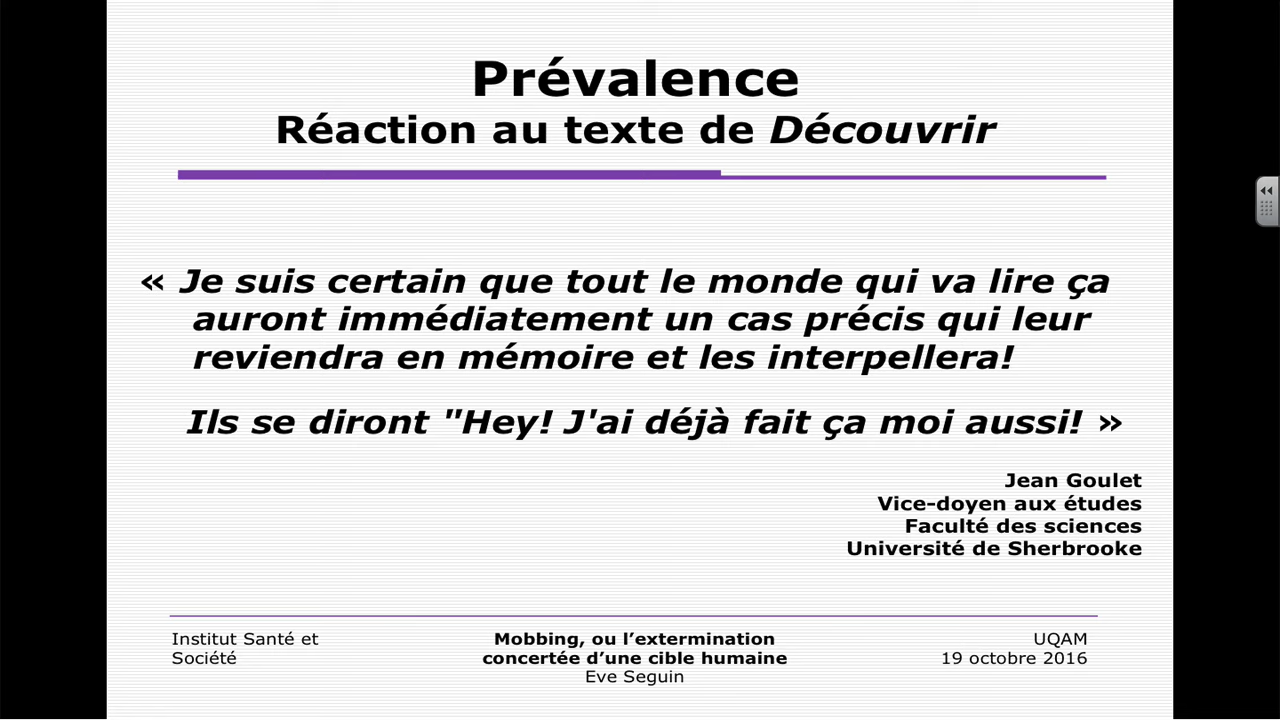 Prévalence
Réaction au texte de Découvrir
« Je suis certain que tout le monde qui va lire ça
auront immédiatement un cas précis qui leur
reviendra en mémoire et les interpellera!
Ils se diront "Hey! J'ai déjà fait ça moi aussi! »
Jean Goulet
Vice-doyen aux études
Faculté des sciences
Université de Sherbrooke
Institut Santé et
Société
Mobbing, ou l’extermination
concertée d’une cible humaine
Eve Seguin
UQAM
19 octobre 2016